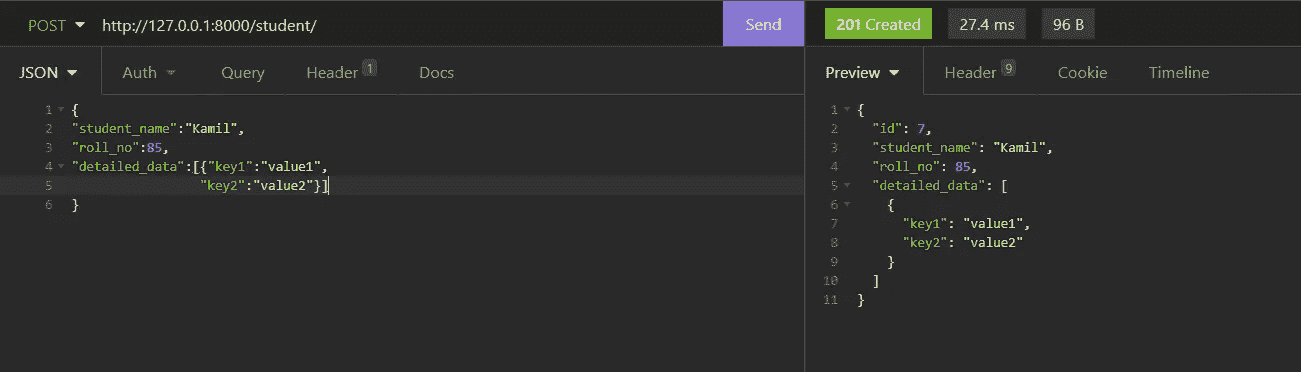 POST http://127.0.0.1:8000/student/ Send 201 Created 27.4 ms 96 B
JSON Auth Query Header 1 Docs Preview Header 9 Cookie Timeline
1 {
2 "student_name":"Kamil",
3 "roll_no":85,
4 "detailed_data":[{"key1":"value1",
5 "key2":"value2"}]
6 }
1 {
2 "id": 7,
3 "student_name": "Kamil",
4 "roll_no": 85,
5 "detailed_data": [
6 {
7 "key1": "value1",
8 "key2": "value2"
9 }
10 ]
11 }